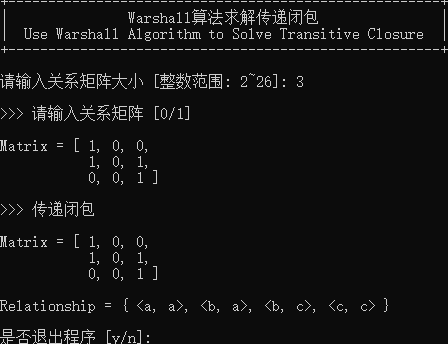 Warshall算法求解传递闭包
Use Warshall Algorithm to Solve Transitive Closure
请输入关系矩阵大小 [整数范围: 2~26]: 3
>>> 请输入关系矩阵 [0/1]
Matrix = [ 1, 0, 0,
1, 0, 1,
0, 0, 1 ]
>>> 传递闭包
Matrix = [ 1, 0, 0,
1, 0, 1,
0, 0, 1 ]
Relationship = { <a, a>, <b, a>, <b, c>, <c, c> }
是否退出程序 [y/n]: